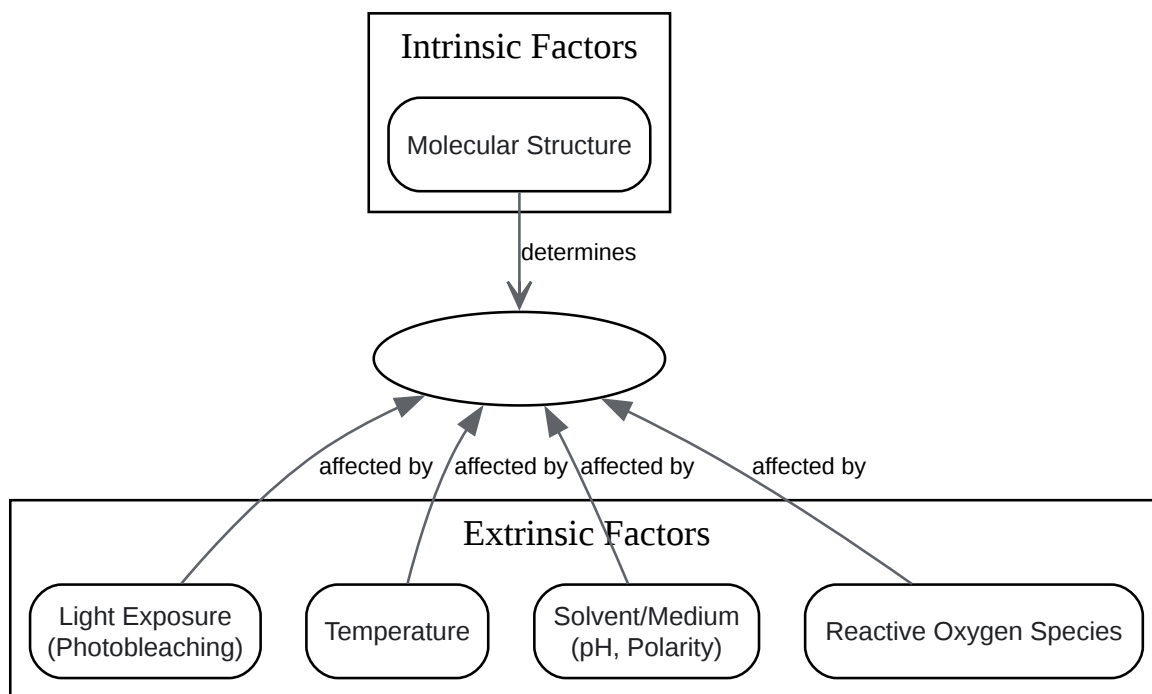 Intrinsic Factors
Molecular Structure
determines
affected by
affected by
affected by
affected by
Extrinsic Factors
Light Exposure
(Photobleaching)
Temperature
Solvent/Medium
(pH, Polarity)
Reactive Oxygen Species